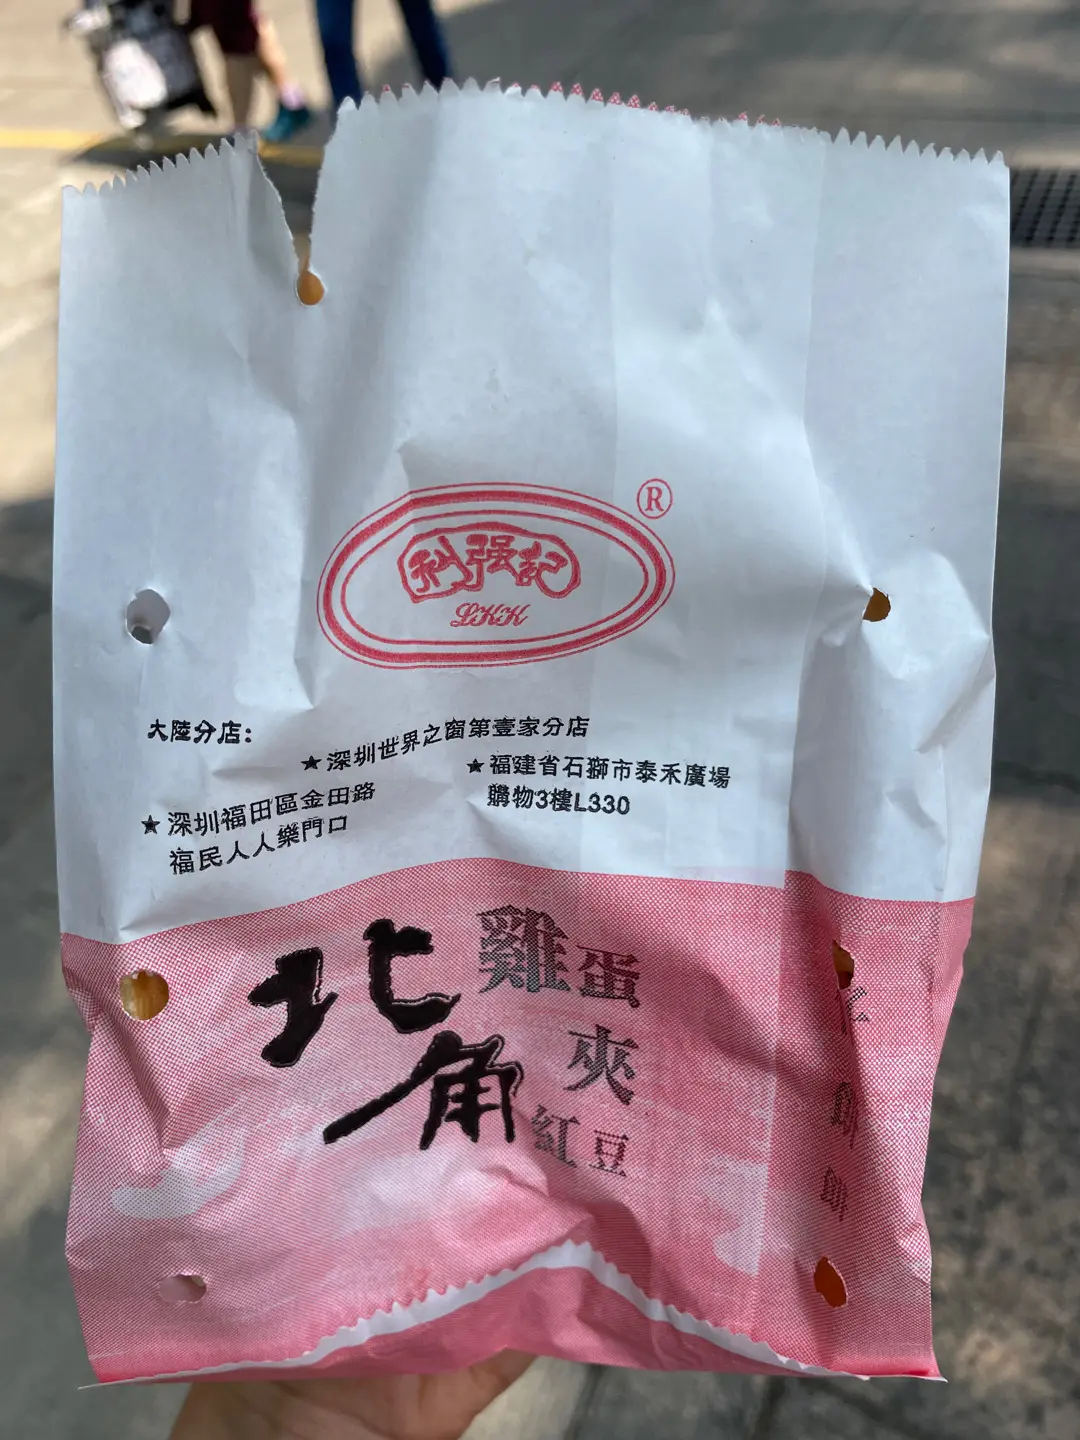 ®
利强記
LKK
大陸分店:
★深圳世界之窗第壹家分店
★深圳福田區金田路
福民人人樂門口
★福建省石獅市泰禾廣場
購物3樓L330
北角
雞蛋
夾
紅豆